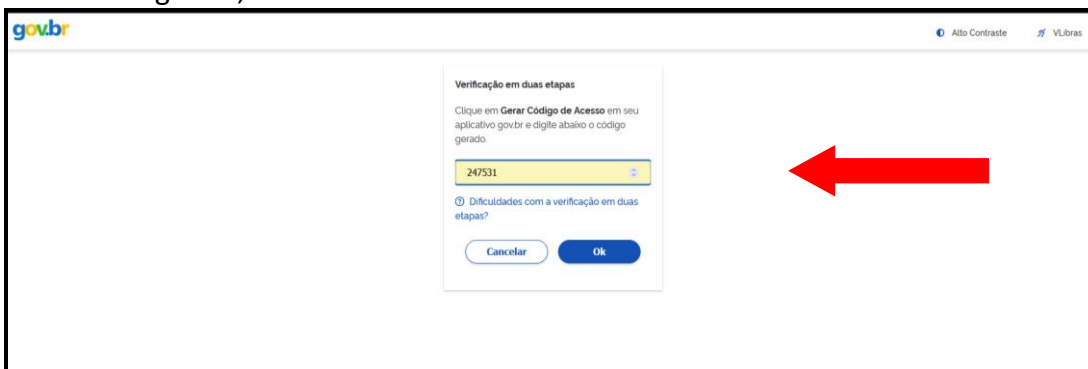 gov.br
Alto Contraste VLibras
Verificação em duas etapas
Clique em Gerar Código de Acesso em seu
aplicativo gov.br e digite abaixo o código
gerado.
247531
Dificuldades com a verificação em duas
etapas?
Cancelar Ok